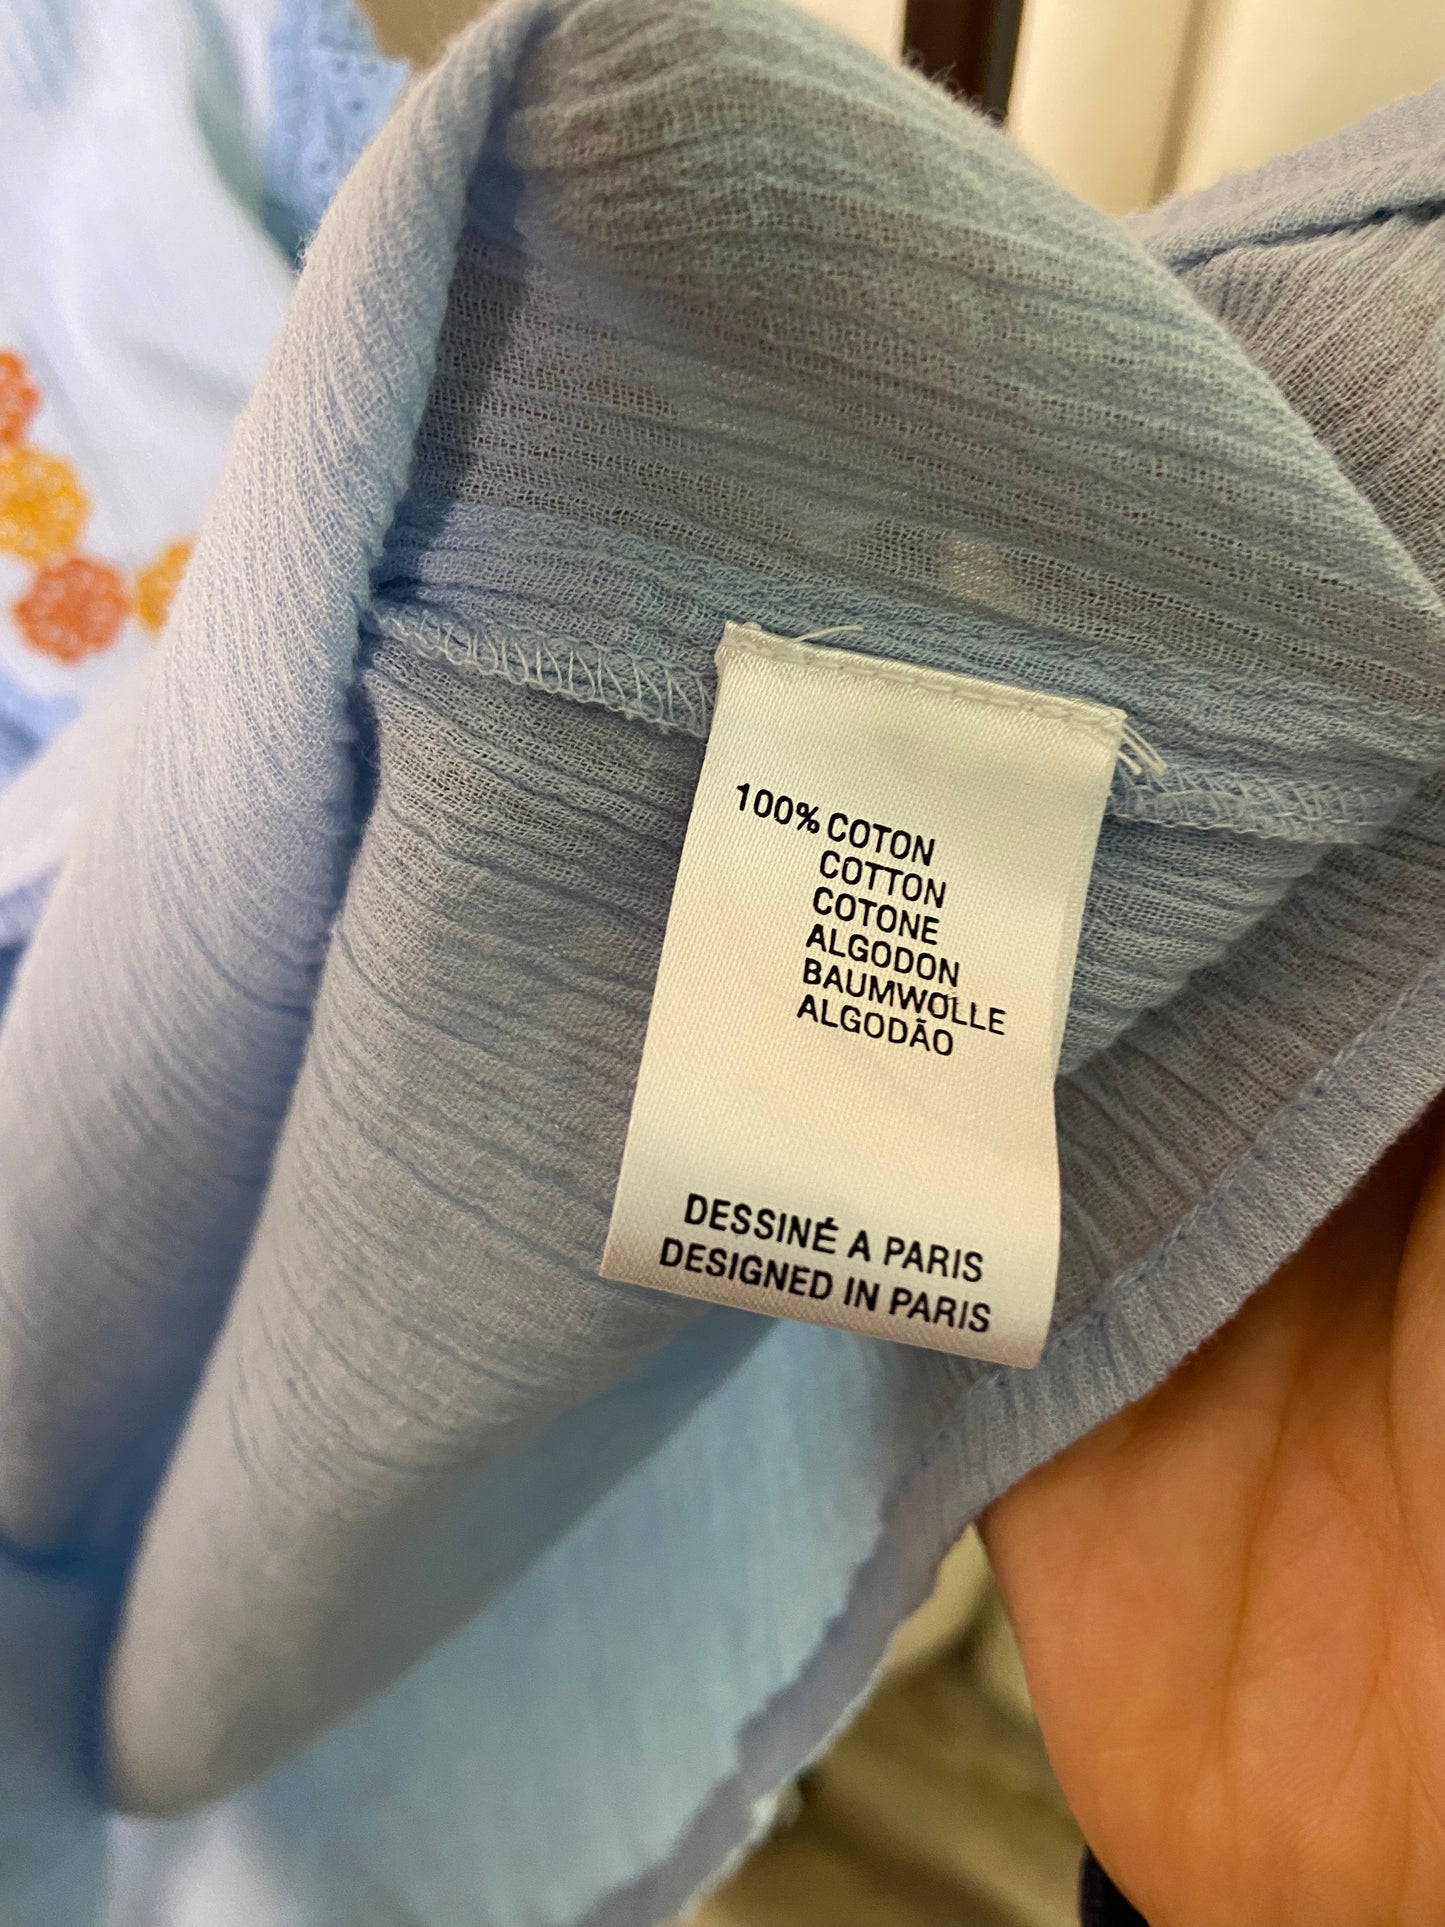 100% COTON
COTTON
COTONE
ALGODON
BAUMWOLLE
ALGODÃO
DESSINÉ A PARIS
DESIGNED IN PARIS